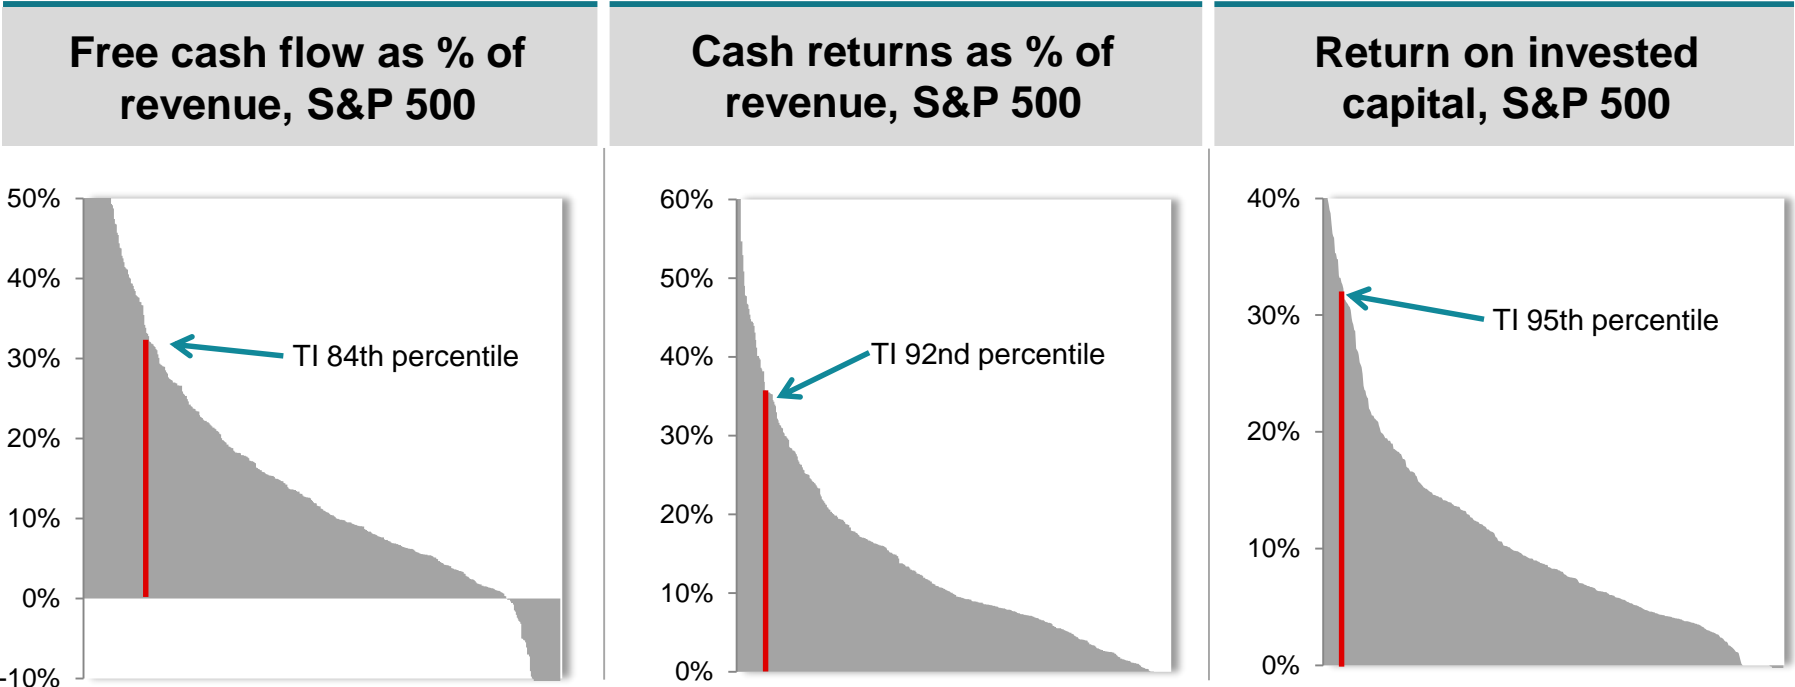 Free cash flow as % of
revenue, S&P 500
Cash returns as % of
revenue, S&P 500
Return on invested
capital, S&P 500
50%
40%
30%
20%
10%
0%
-10%
TI 84th percentile
60%
50%
40%
30%
20%
10%
0%
TI 92nd percentile
40%
30%
20%
10%
0%
TI 95th percentile